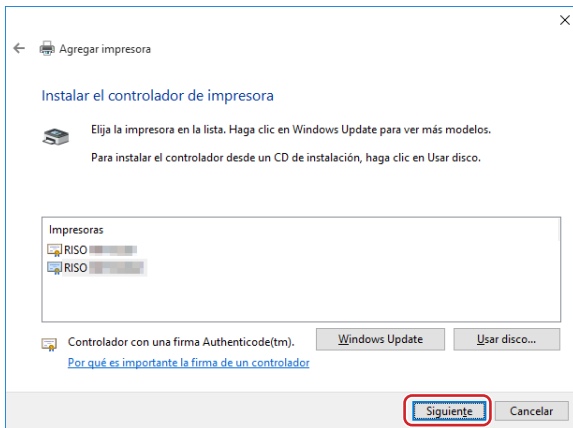 Agregar impresora
Instalar el controlador de impresora
Elija la impresora en la lista. Haga clic en Windows Update para ver más modelos.
Para instalar el controlador desde un CD de instalación, haga clic en Usar disco.
Impresoras
RISO
RISO
Controlador con una firma Authenticode(tm).
Windows Update
Usar disco...
Por qué es importante la firma de un controlador
Siguiente
Cancelar